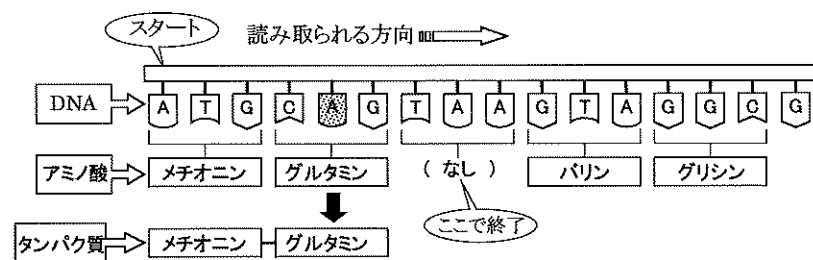 スタート
読み取られる方向
DNA
A T G C A G T A A G T A G G C G
アミノ酸
メチオニン グルタミン (なし) バリン グリシン
ここで終了
タンパク質
メチオニン グルタミン